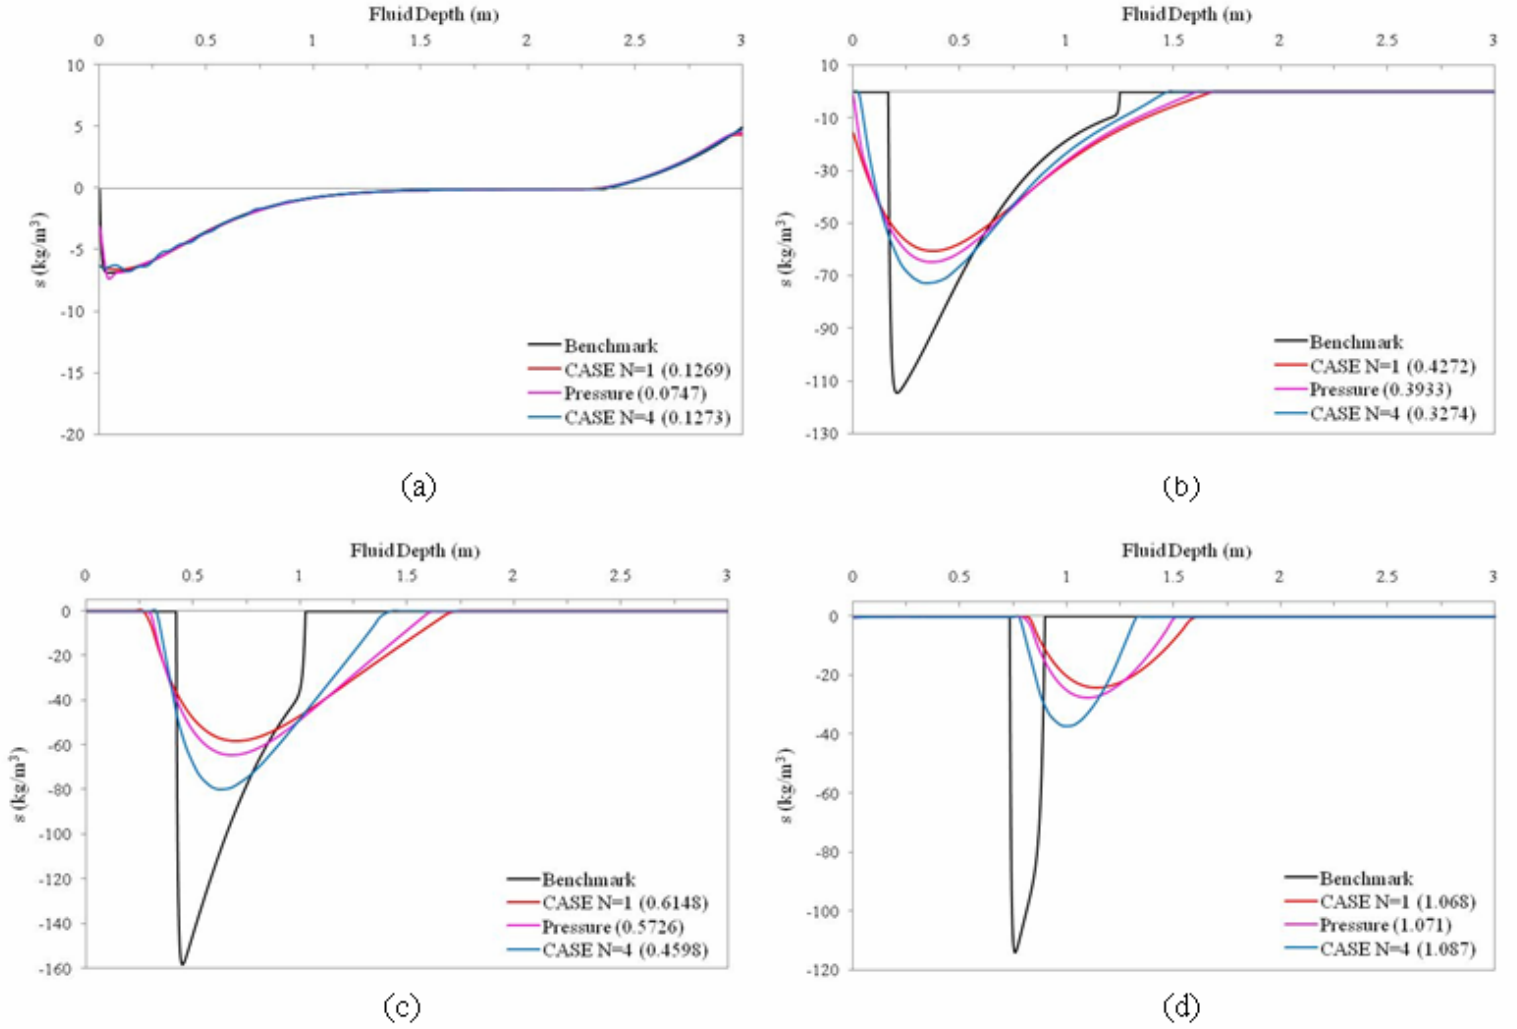 Fluid Depth (m)
0 0.5 1 1.5 2 2.5 3
10
5
0
-5
-10
-15
-20
s (kg/m³)
Benchmark
CASE N=1 (0.1269)
Pressure (0.0747)
CASE N=4 (0.1273)
(a)
Fluid Depth (m)
0 0.5 1 1.5 2 2.5 3
10
-10
-30
-50
-70
-90
-110
-130
s (kg/m³)
Benchmark
CASE N=1 (0.4272)
Pressure (0.3933)
CASE N=4 (0.3274)
(b)
Fluid Depth (m)
0 0.5 1 1.5 2 2.5 3
0
-20
-40
-60
-80
-100
-120
-140
-160
s (kg/m³)
Benchmark
CASE N=1 (0.6148)
Pressure (0.5726)
CASE N=4 (0.4598)
(c)
Fluid Depth (m)
0 0.5 1 1.5 2 2.5 3
0
-20
-40
-60
-80
-100
-120
s (kg/m³)
Benchmark
CASE N=1 (1.068)
Pressure (1.071)
CASE N=4 (1.087)
(d)